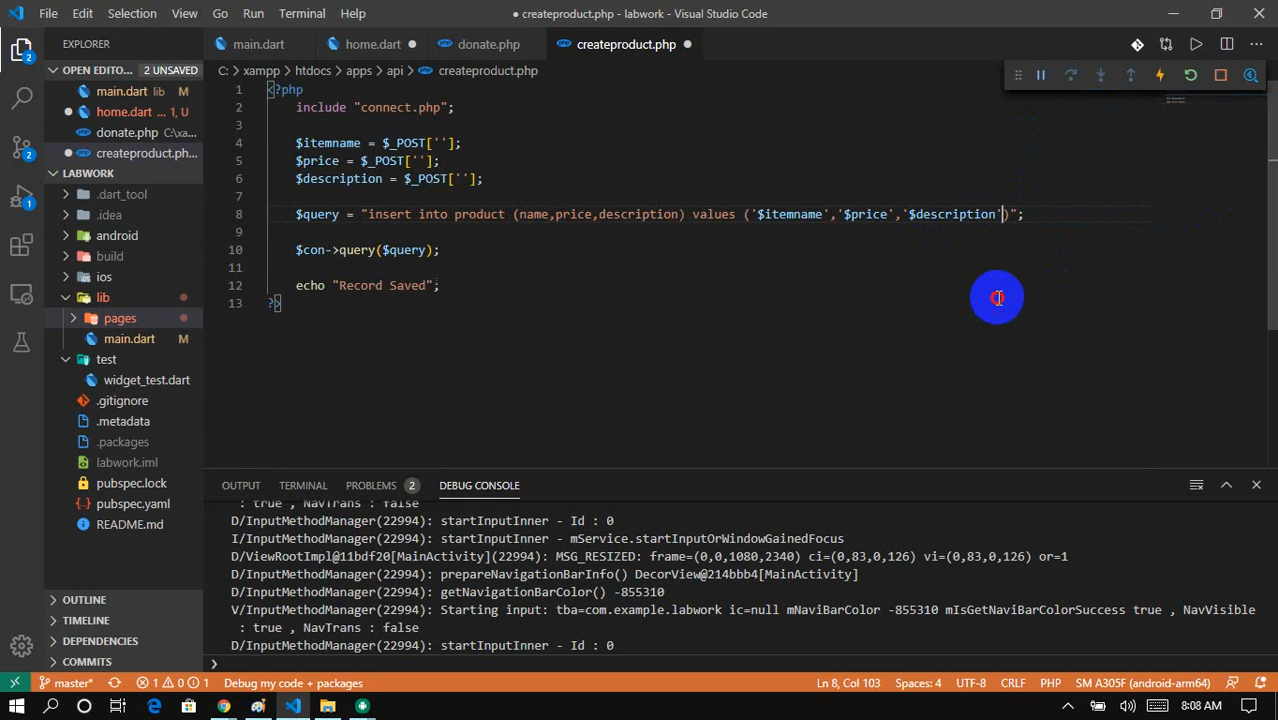 File Edit Selection View Go Run Terminal Help
● createproduct.php - labwork - Visual Studio Code
EXPLORER
main.dart home.dart donate.php createproduct.php
OPEN EDITO... 2 UNSAVED
C: > xampp > htdocs > apps > api > createproduct.php
main.dart lib M
home.dart ... 1, U
donate.php C:\xa...
createproduct.ph...
LABWORK
.dart_tool
.idea
android
build
ios
lib
pages
main.dart M
test
widget_test.dart
.gitignore
.metadata
.packages
labwork.iml
pubspec.lock
pubspec.yaml
README.md
OUTLINE
TIMELINE
DEPENDENCIES
COMMITS
1 <?php
2 include "connect.php";
3
4 $itemname = $_POST[''];
5 $price = $_POST[''];
6 $description = $_POST[''];
7
8 $query = "insert into product (name,price,description) values ('$itemname','$price','$description')";
9
10 $con->query($query);
11
12 echo "Record Saved";
13 ?>
OUTPUT TERMINAL PROBLEMS 2 DEBUG CONSOLE
: true , NavTrans : false
D/InputMethodManager(22994): startInputInner - Id : 0
I/InputMethodManager(22994): startInputInner - mService.startInputOrWindowGainedFocus
D/ViewRootImpl@11bdf20[MainActivity](22994): MSG_RESIZED: frame=(0,0,1080,2340) ci=(0,83,0,126) vi=(0,83,0,126) or=1
D/InputMethodManager(22994): prepareNavigationBarInfo() DecorView@214bbb4[MainActivity]
D/InputMethodManager(22994): getNavigationBarColor() -855310
V/InputMethodManager(22994): Starting input: tba=com.example.labwork ic=null mNaviBarColor -855310 mIsGetNaviBarColorSuccess true , NavVisible
: true , NavTrans : false
D/InputMethodManager(22994): startInputInner - Id : 0
master* 1 0 1 Debug my code + packages Ln 8, Col 103 Spaces: 4 UTF-8 CRLF PHP SM A305F (android-arm64)
8:08 AM